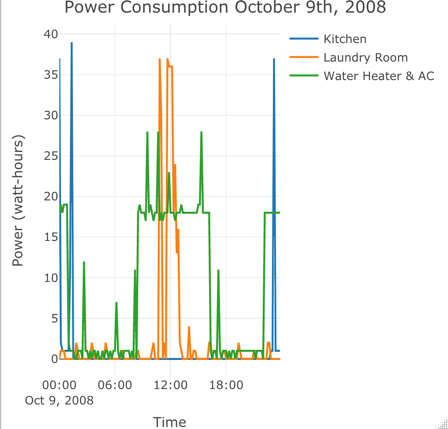 Power Consumption October 9th, 2008
Kitchen
Laundry Room
Water Heater & AC
Power (watt-hours)
40
35
30
25
20
15
10
5
0
00:00 06:00 12:00 18:00
Oct 9, 2008
Time